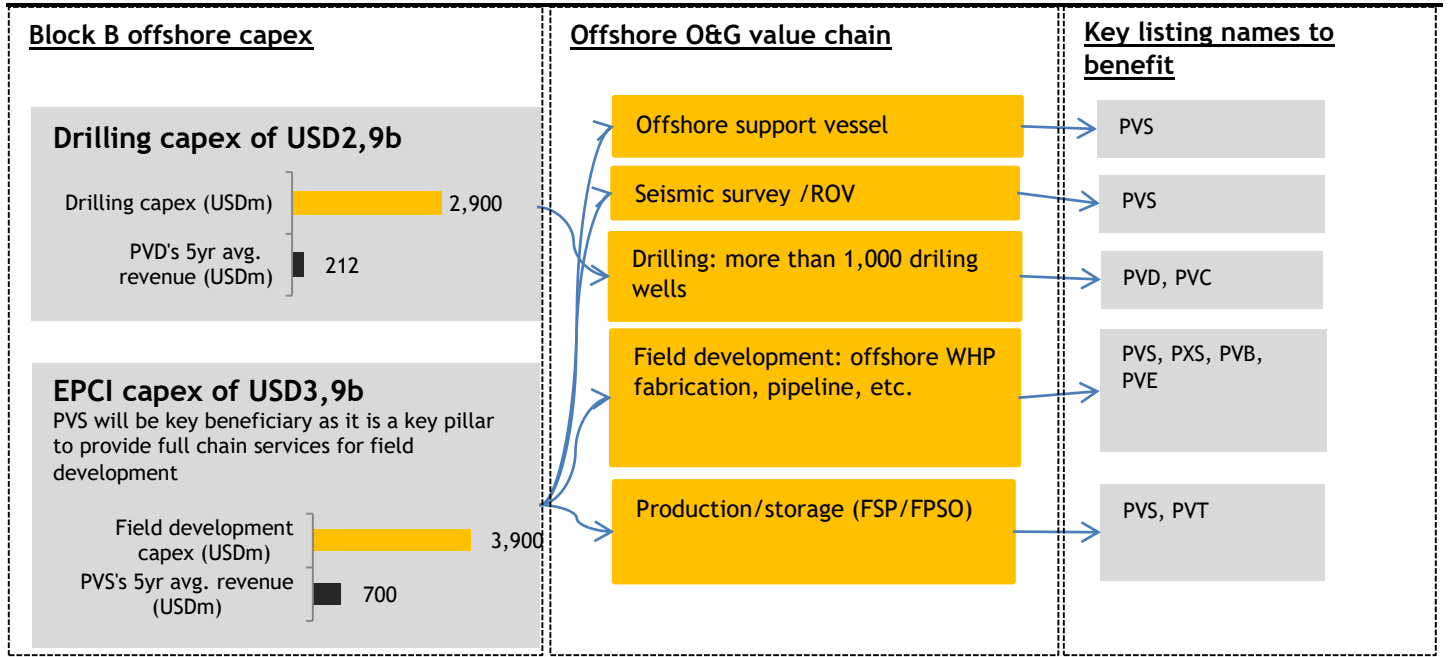 Block B offshore capex
Drilling capex of USD2,9b
Drilling capex (USDm)
2,900
PVD's 5yr avg.
revenue (USDm)
212
EPCI capex of USD3,9b
PVS will be key beneficiary as it is a key pillar
to provide full chain services for field
development
Field development
capex (USDm)
3,900
PVS's 5yr avg. revenue
(USDm)
700
Offshore O&G value chain
Offshore support vessel
Seismic survey /ROV
Drilling: more than 1,000 driling
wells
Field development: offshore WHP
fabrication, pipeline, etc.
Production/storage (FSP/FPSO)
Key listing names to
benefit
PVS
PVS
PVD, PVC
PVS, PXS, PVB,
PVE
PVS, PVT